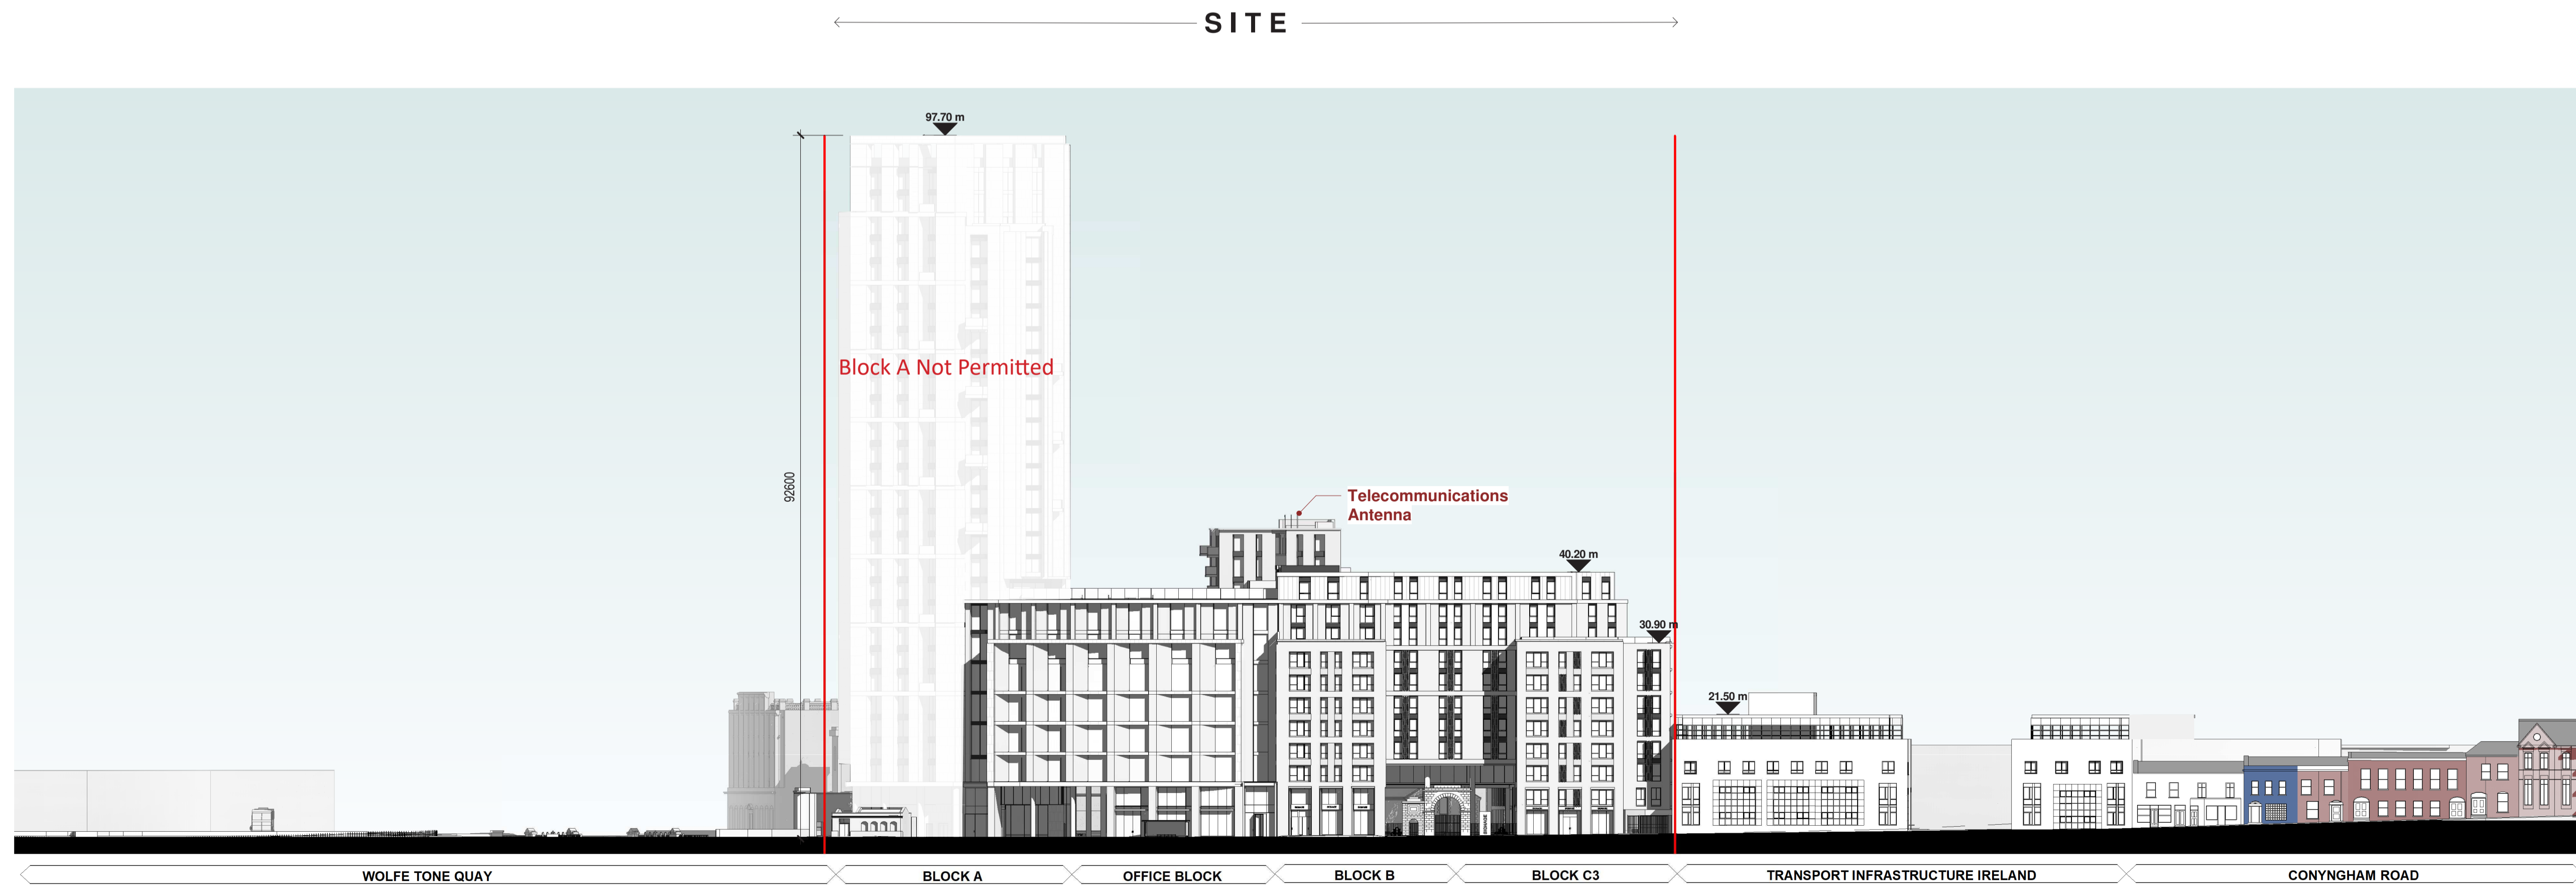 SITE
97.70 m
Block A Not Permitted
92600
Telecommunications
Antenna
40.20 m
30.90 m
21.50 m
WOLFE TONE QUAY
BLOCK A
OFFICE BLOCK
BLOCK B
BLOCK C3
TRANSPORT INFRASTRUCTURE IRELAND
CONYNGHAM ROAD